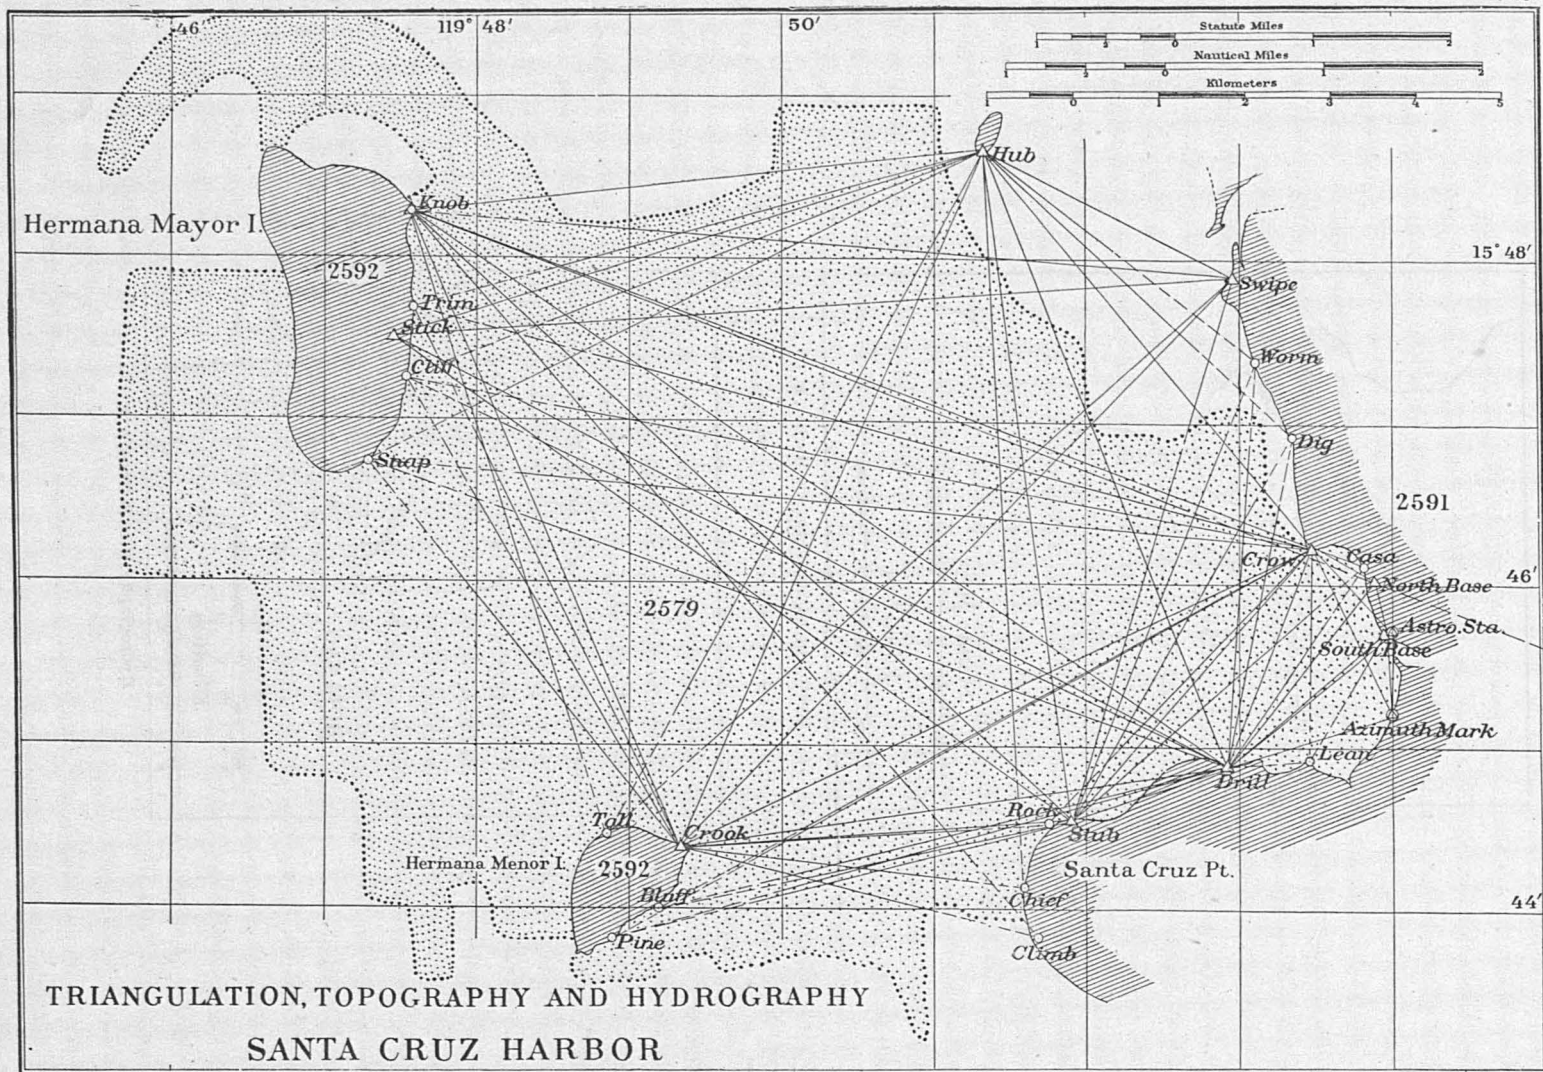 46
119° 48'
50'
Statute Miles
1 2 0 1 2
Nautical Miles
1 2 0 1 2
Kilometers
1 0 1 2 3 4 5
Hub
Knob
Hermana Mayor I.
15° 48'
2592
Swipe
Trim
Stick
Worm
Cliff
Dig
Snap
2591
Crow
Casa
46'
North Base
2579
Astro. Sta.
South Base
Azimuth Mark
Lean
Drill
Rock
Toll
Crook
Stub
Hermana Menor I.
2592
Santa Cruz Pt.
Bluff
Chief
44'
Pine
Climb
TRIANGULATION, TOPOGRAPHY AND HYDROGRAPHY
SANTA CRUZ HARBOR